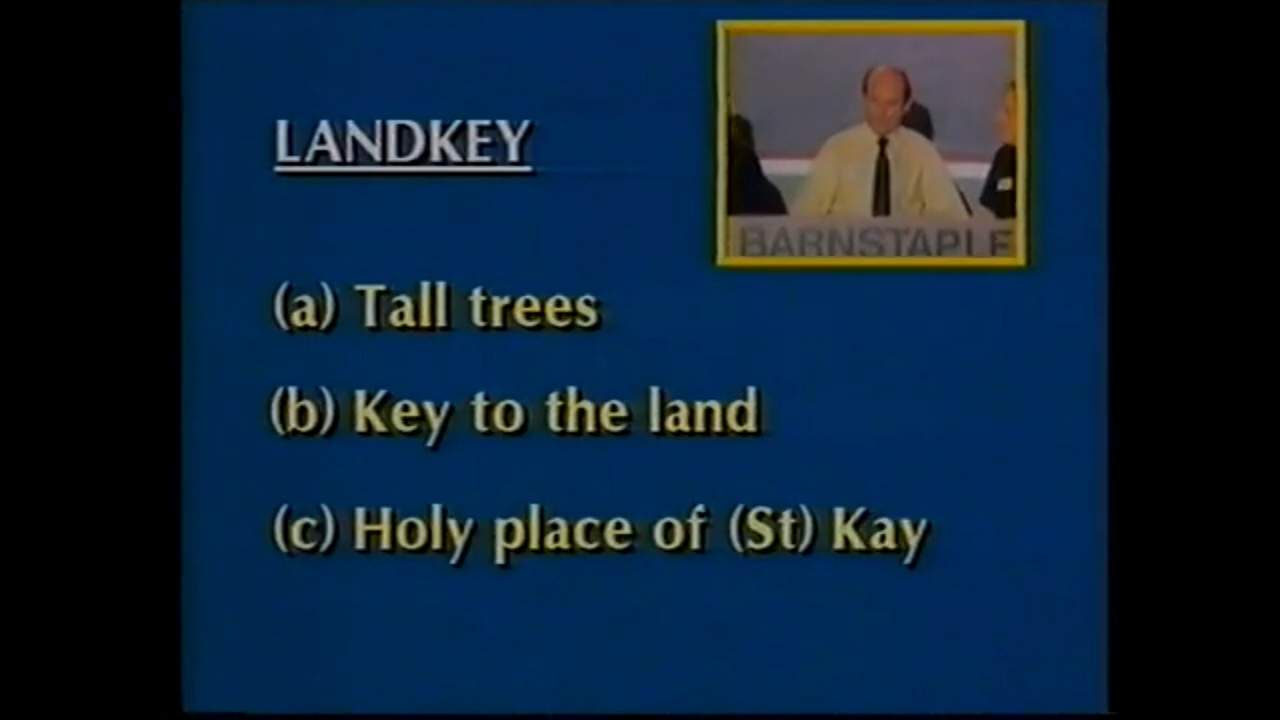 LANDKEY
BARNSTAPLE
(a) Tall trees
(b) Key to the land
(c) Holy place of (St) Kay